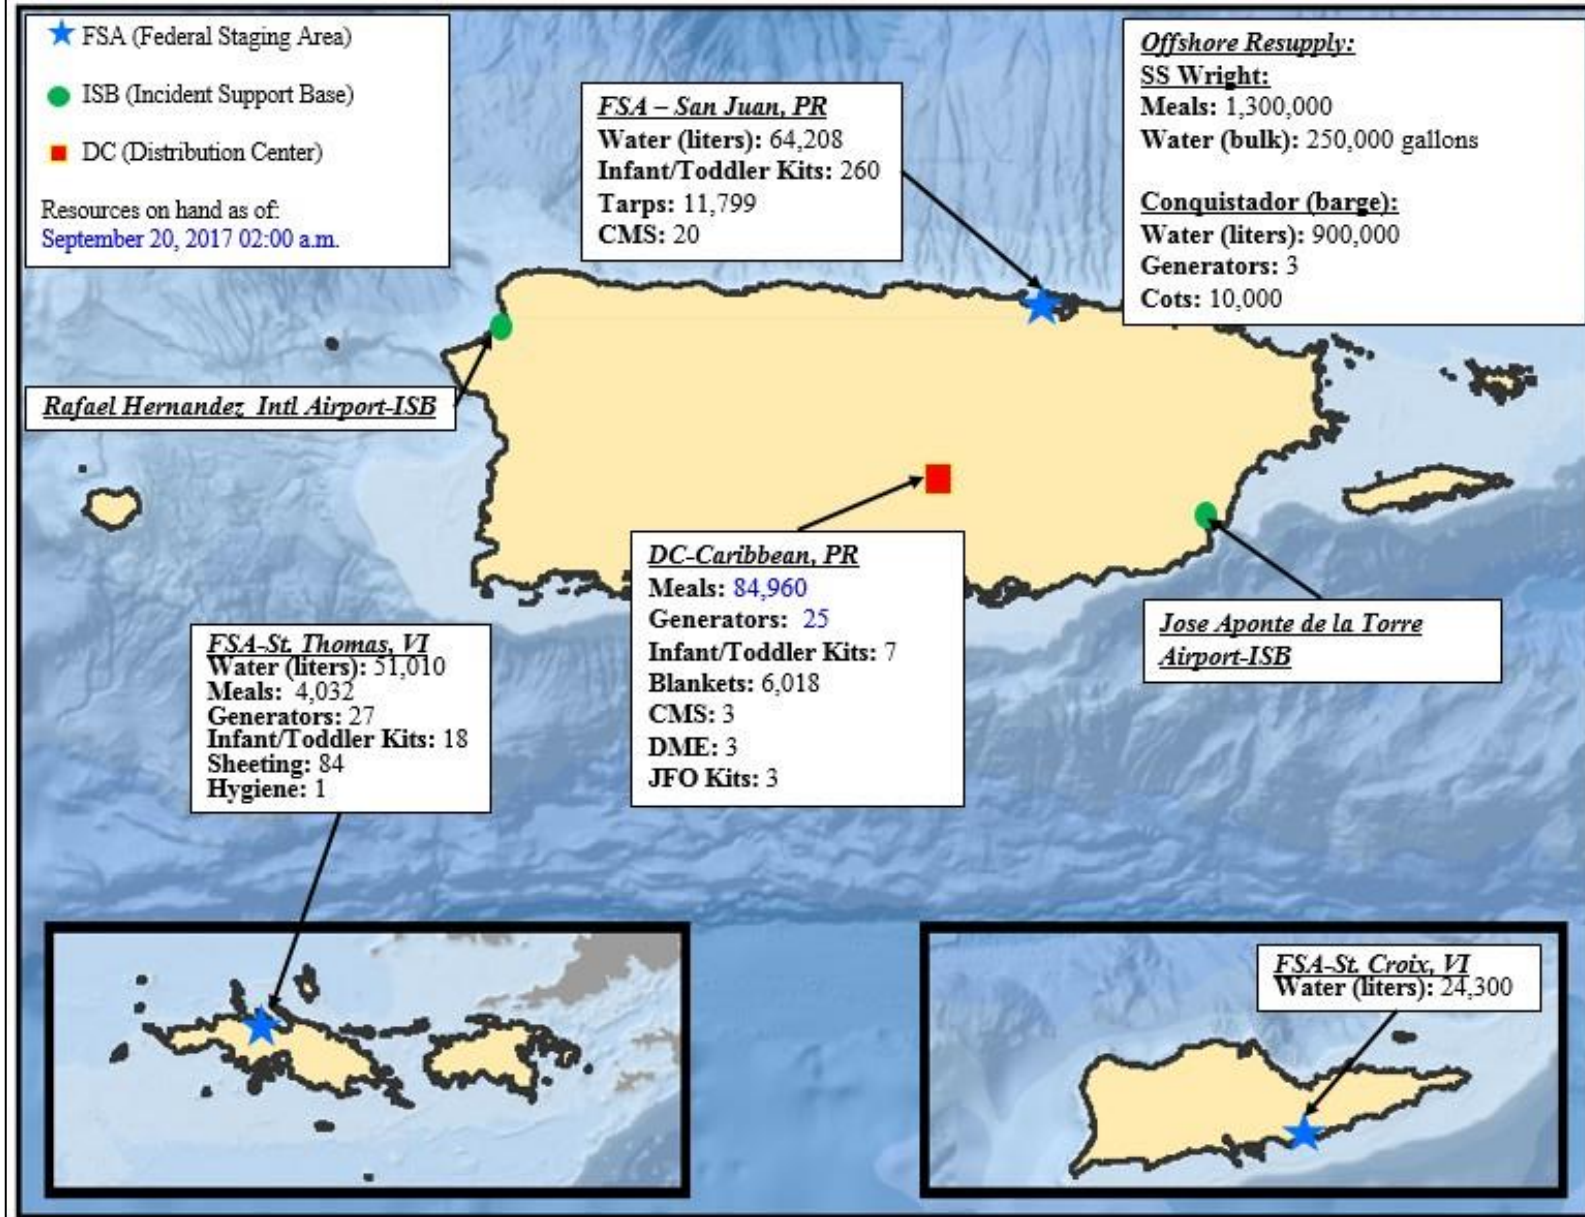 FSA (Federal Staging Area)
ISB (Incident Support Base)
DC (Distribution Center)
Resources on hand as of:
September 20, 2017 02:00 a.m.
FSA – San Juan, PR
Water (liters): 64,208
Infant/Toddler Kits: 260
Tarps: 11,799
CMS: 20
Offshore Resupply:
SS Wright:
Meals: 1,300,000
Water (bulk): 250,000 gallons
Conquistador (barge):
Water (liters): 900,000
Generators: 3
Cots: 10,000
Rafael Hernandez Intl Airport-ISB
DC-Caribbean, PR
Meals: 84,960
Generators: 25
Infant/Toddler Kits: 7
Blankets: 6,018
CMS: 3
DME: 3
JFO Kits: 3
Jose Aponte de la Torre
Airport-ISB
FSA-St. Thomas, VI
Water (liters): 51,010
Meals: 4,032
Generators: 27
Infant/Toddler Kits: 18
Sheeting: 84
Hygiene: 1
FSA-St. Croix, VI
Water (liters): 24,300